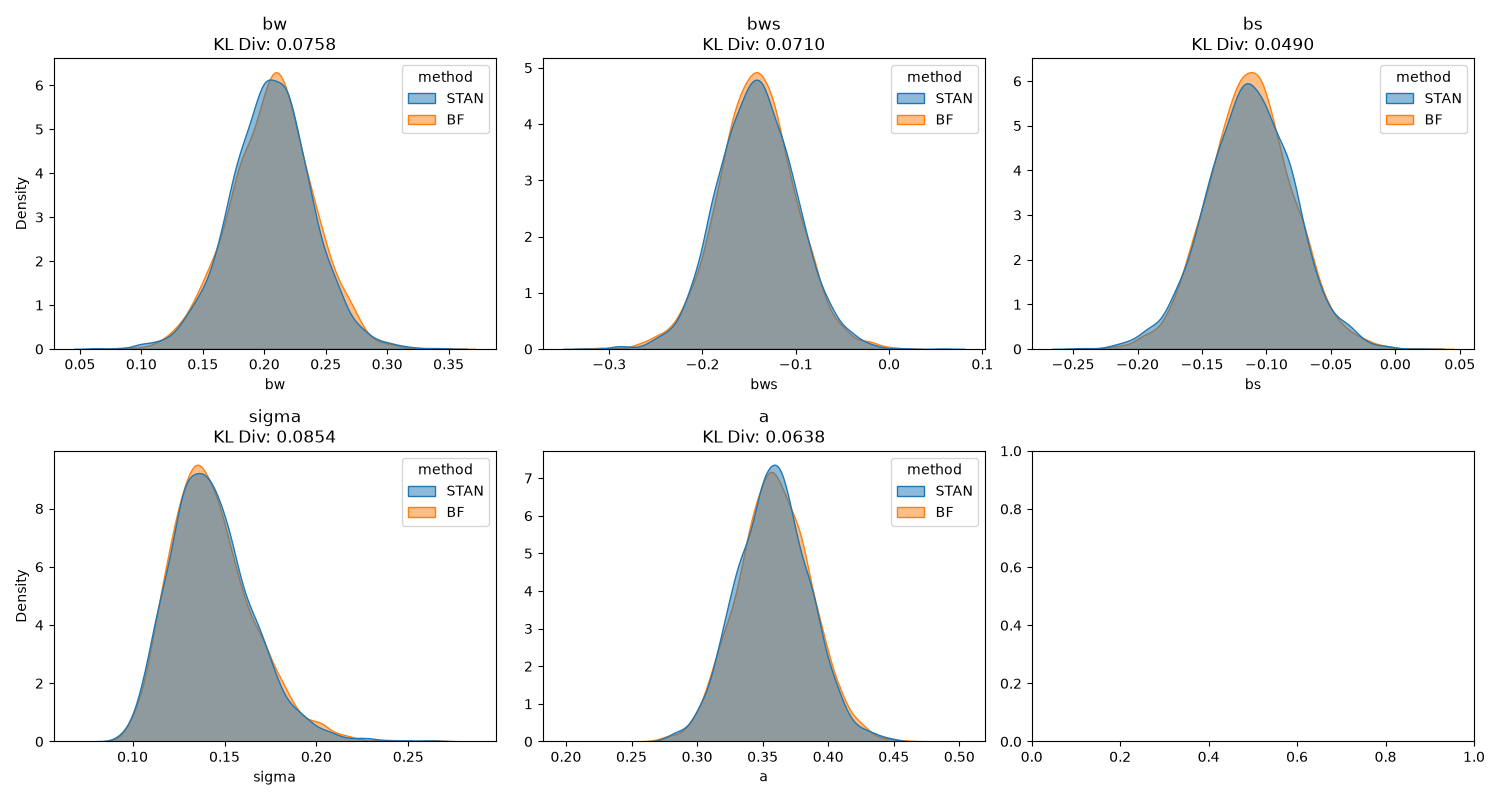 bw
KL Div: 0.0758
Density
6
5
4
3
2
1
0
0.05 0.10 0.15 0.20 0.25 0.30 0.35
bw
method
STAN
BF
bws
KL Div: 0.0710
5
4
3
2
1
0
−0.3 −0.2 −0.1 0.0 0.1
bws
method
STAN
BF
bs
KL Div: 0.0490
6
5
4
3
2
1
0
−0.25 −0.20 −0.15 −0.10 −0.05 0.00 0.05
bs
method
STAN
BF
sigma
KL Div: 0.0854
Density
8
6
4
2
0
0.10 0.15 0.20 0.25
sigma
method
STAN
BF
a
KL Div: 0.0638
7
6
5
4
3
2
1
0
0.20 0.25 0.30 0.35 0.40 0.45 0.50
a
method
STAN
BF
1.0
0.8
0.6
0.4
0.2
0.0
0.0 0.2 0.4 0.6 0.8 1.0